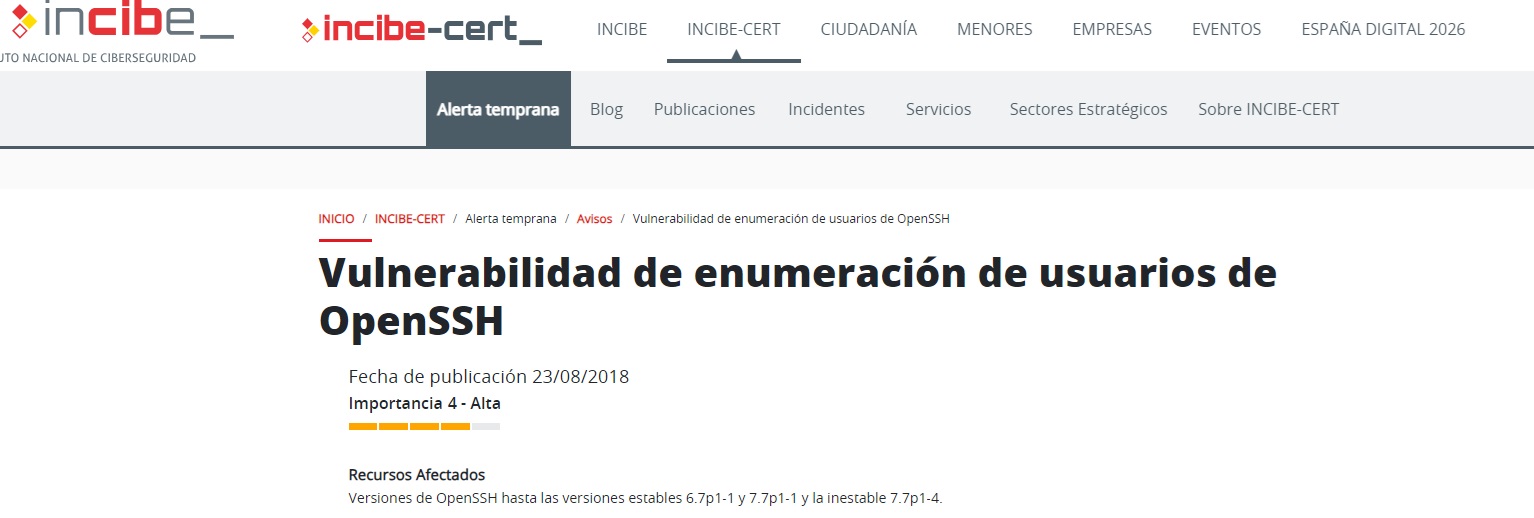 incibe_
UTO NACIONAL DE CIBERSEGURIDAD
incibe-cert_
INCIBE INCIBE-CERT CIUDADANÍA MENORES EMPRESAS EVENTOS ESPAÑA DIGITAL 2026
Alerta temprana Blog Publicaciones Incidentes Servicios Sectores Estratégicos Sobre INCIBE-CERT
INICIO / INCIBE-CERT / Alerta temprana / Avisos / Vulnerabilidad de enumeración de usuarios de OpenSSH
Vulnerabilidad de enumeración de usuarios de
OpenSSH
Fecha de publicación 23/08/2018
Importancia 4 - Alta
Recursos Afectados
Versiones de OpenSSH hasta las versiones estables 6.7p1-1 y 7.7p1-1 y la inestable 7.7p1-4.